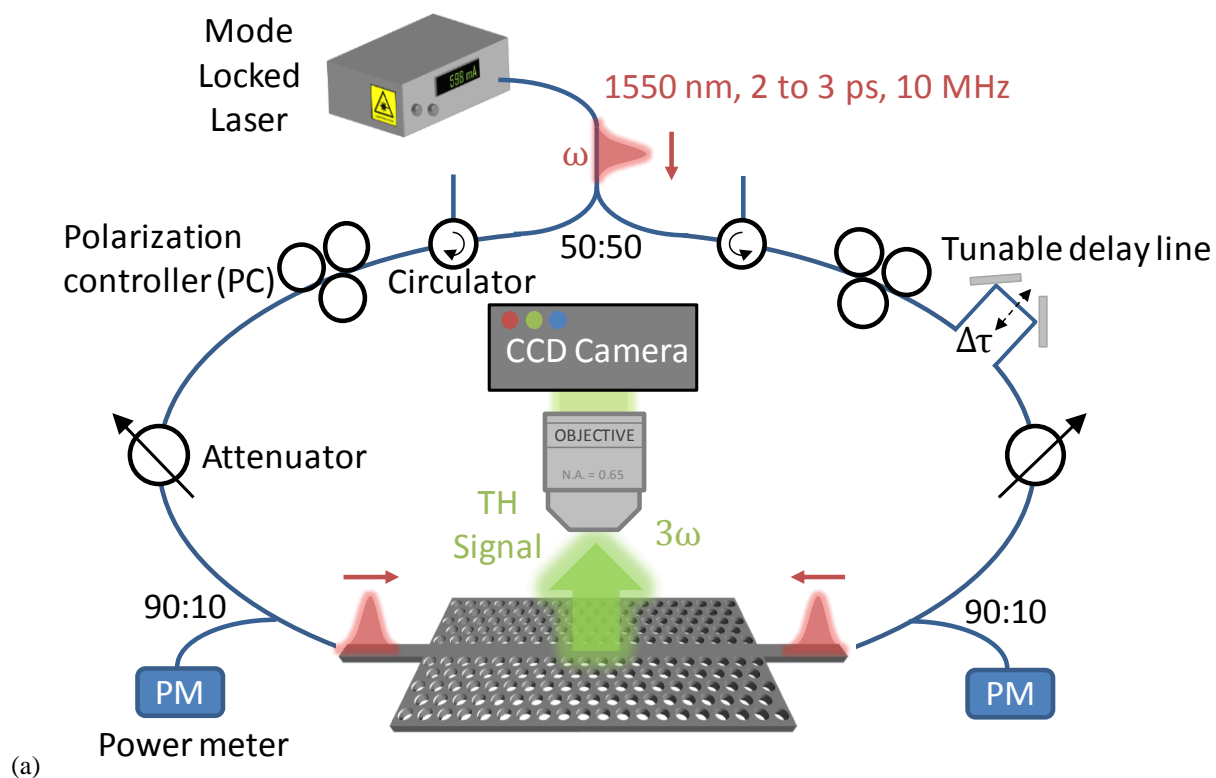 Mode
Locked
Laser
598 mA
1550 nm, 2 to 3 ps, 10 MHz
ω
Polarization
controller (PC)
Circulator
50:50
Tunable delay line
Δτ
CCD Camera
OBJECTIVE
N.A. = 0.65
Attenuator
TH
Signal
3ω
90:10
90:10
PM
PM
Power meter
(a)